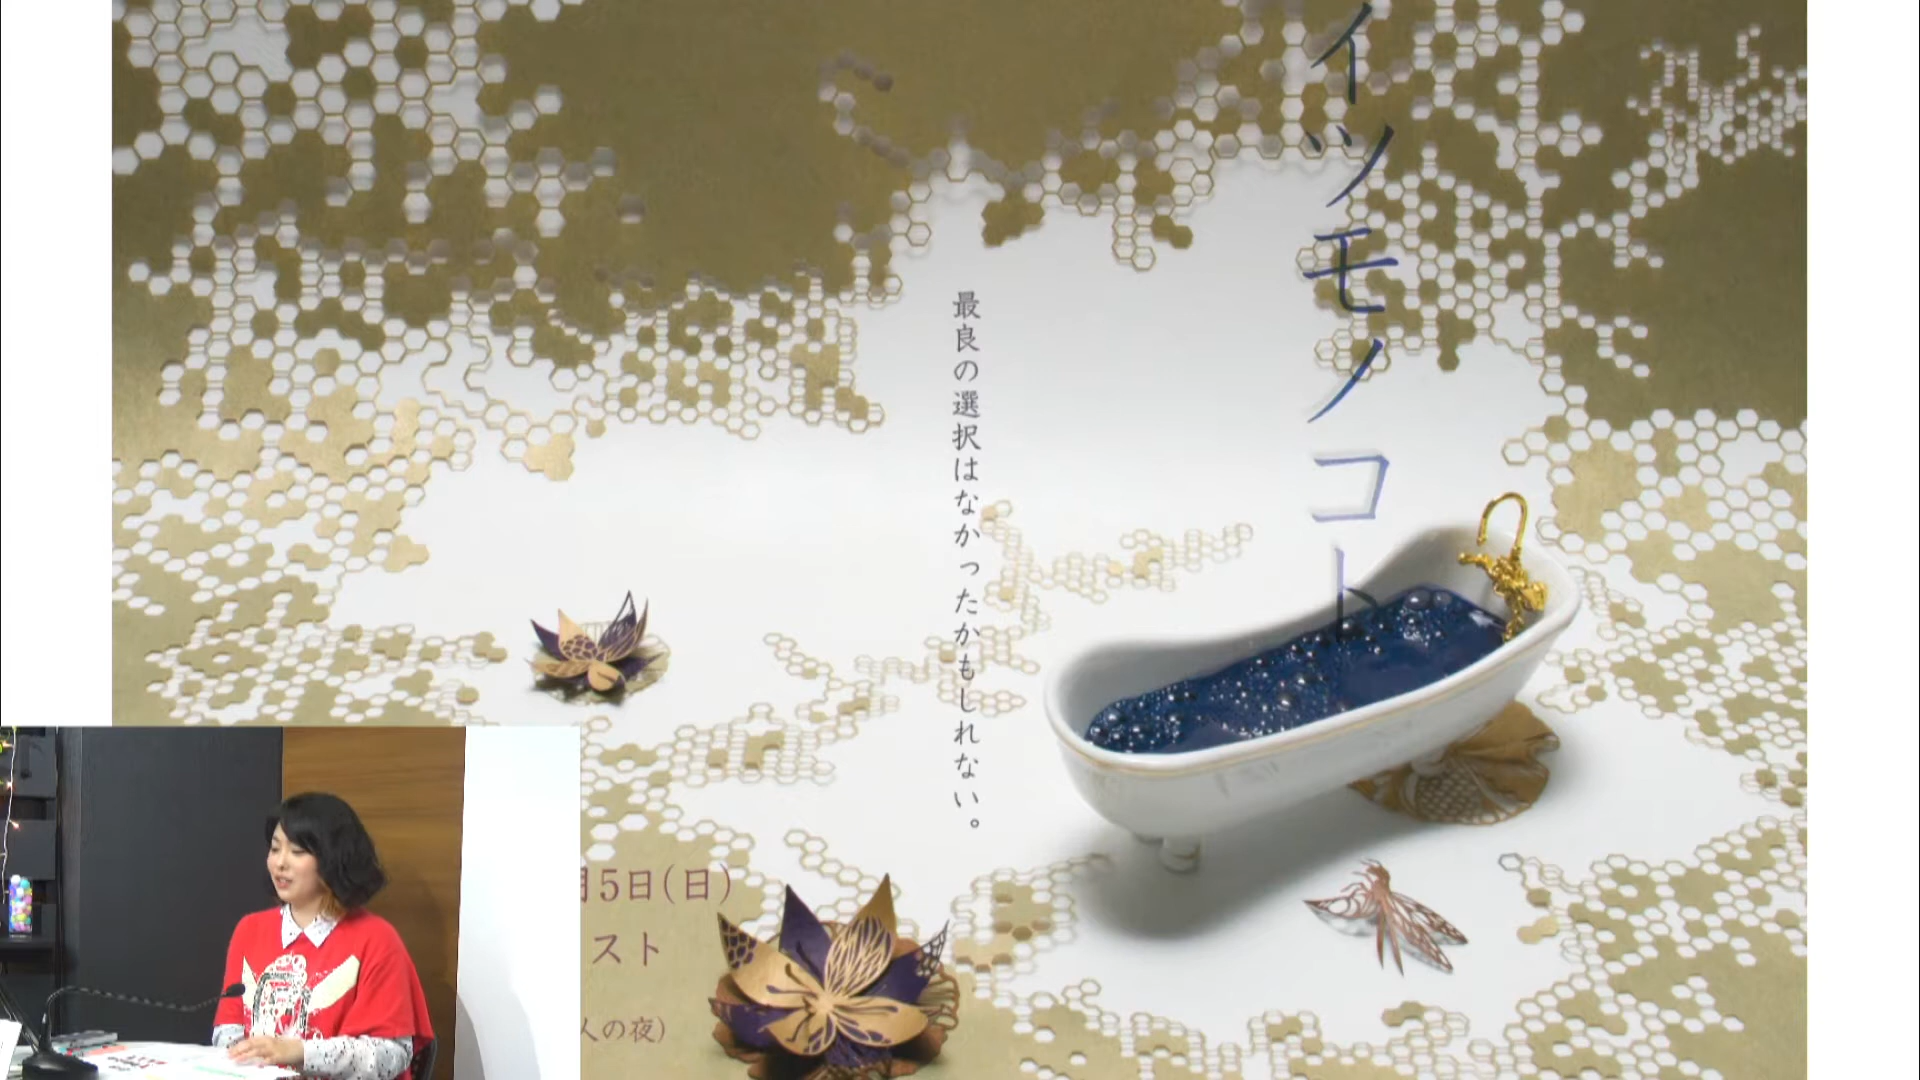 イツモノコト
最良の選択はなかったかもしれない。
5日(日)
スト
人の夜)